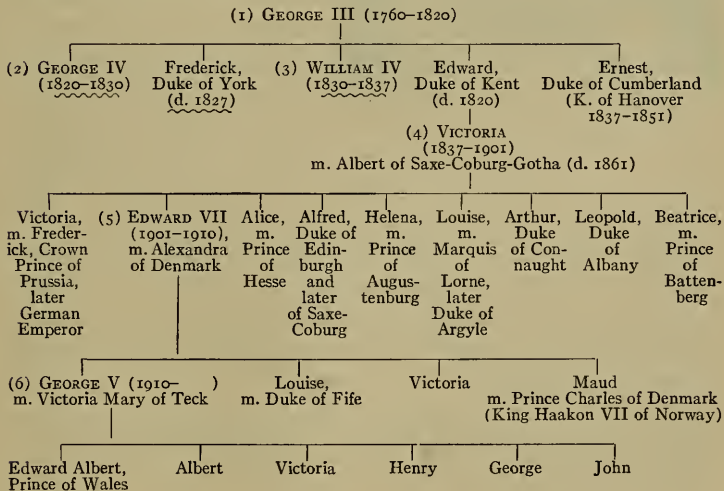 (1) GEORGE III (1760–1820)
(2) GEORGE IV
(1820–1830)
Frederick,
Duke of York
(d. 1827)
(3) WILLIAM IV
(1830–1837)
Edward,
Duke of Kent
(d. 1820)
Ernest,
Duke of Cumberland
(K. of Hanover
1837–1851)
(4) VICTORIA
(1837–1901)
m. Albert of Saxe-Coburg-Gotha (d. 1861)
Victoria,
m. Freder-
ick, Crown
Prince of
Prussia,
later
German
Emperor
(5) EDWARD VII
(1901–1910),
m. Alexandra
of Denmark
Alice,
m.
Prince
of
Hesse
Alfred,
Duke of
Edin-
burgh
and
later
of Saxe-
Coburg
Helena,
m.
Prince
of
Augus-
tenburg
Louise,
m.
Marquis
of
Lorne,
later
Duke of
Argyle
Arthur,
Duke
of Con-
naught
Leopold,
Duke
of
Albany
Beatrice,
m.
Prince
of
Batten-
berg
(6) GEORGE V (1910– )
m. Victoria Mary of Teck
Louise,
m. Duke of Fife
Victoria
Maud
m. Prince Charles of Denmark
(King Haakon VII of Norway)
Edward Albert,
Prince of Wales
Albert
Victoria
Henry
George
John